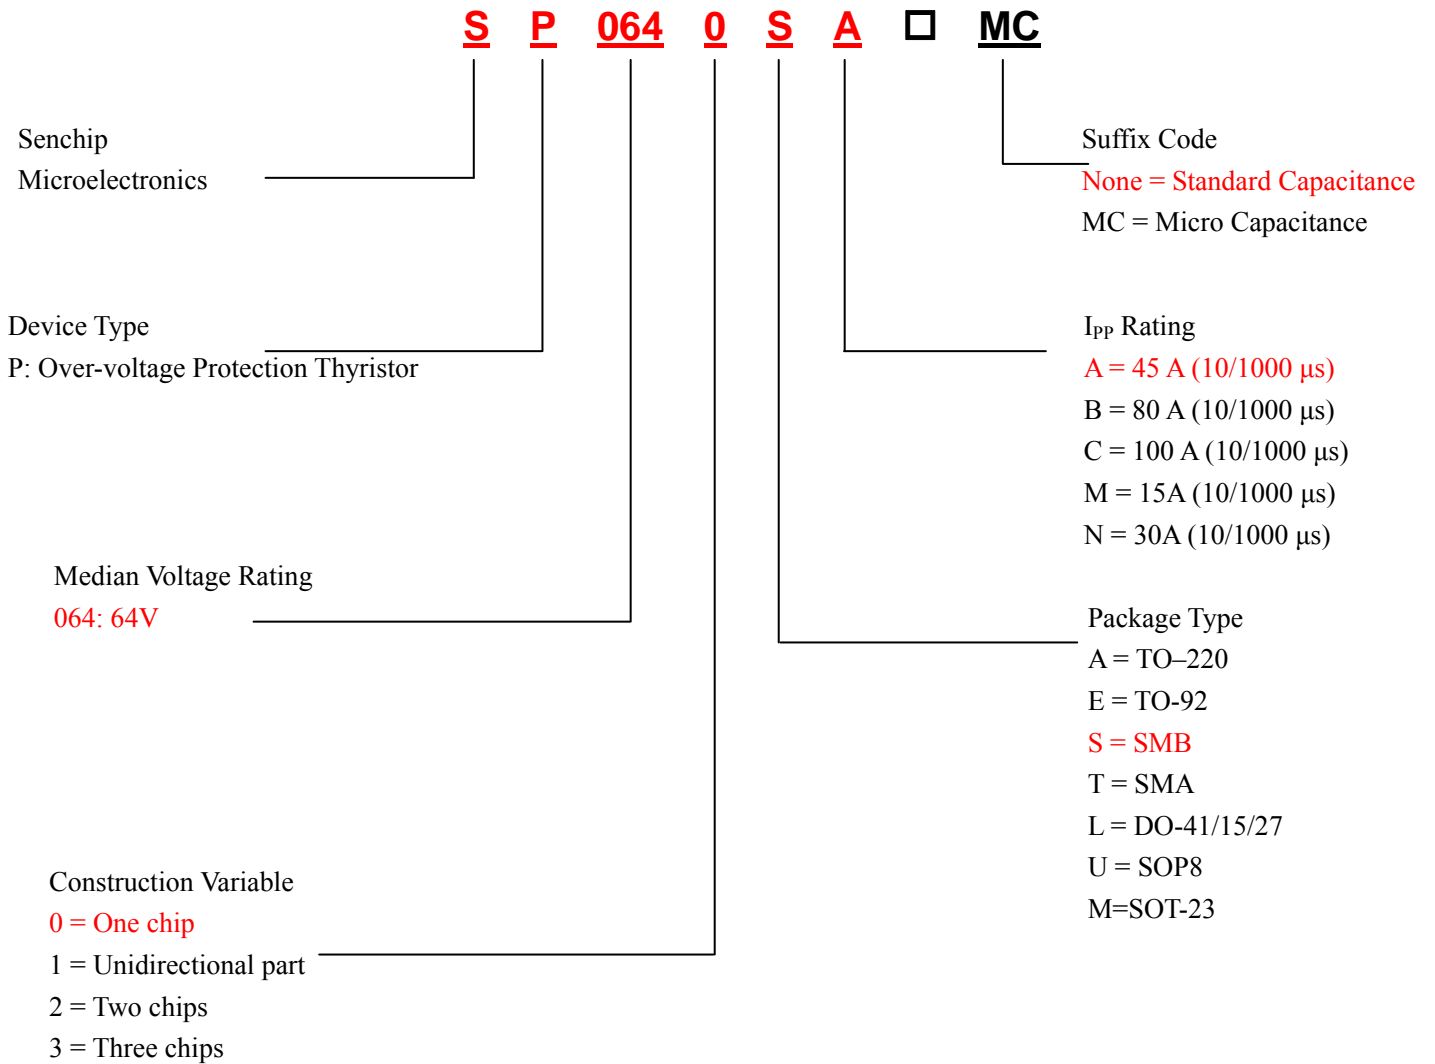 S P 064 0 S A □ MC
Senchip
Microelectronics
Suffix Code
None = Standard Capacitance
MC = Micro Capacitance
Device Type
P: Over-voltage Protection Thyristor
IPP Rating
A = 45 A (10/1000 μs)
B = 80 A (10/1000 μs)
C = 100 A (10/1000 μs)
M = 15A (10/1000 μs)
N = 30A (10/1000 μs)
Median Voltage Rating
064: 64V
Package Type
A = TO–220
E = TO-92
S = SMB
T = SMA
L = DO-41/15/27
U = SOP8
M=SOT-23
Construction Variable
0 = One chip
1 = Unidirectional part
2 = Two chips
3 = Three chips